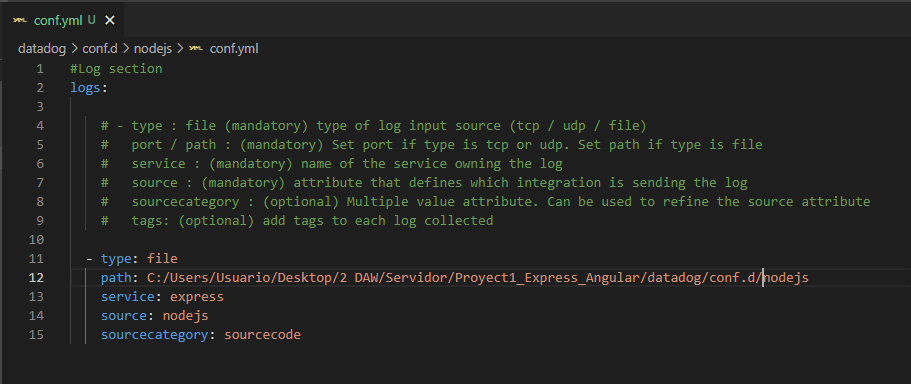 conf.yml U ×
datadog > conf.d > nodejs > conf.yml
1 #Log section
2 logs:
3
4 # - type : file (mandatory) type of log input source (tcp / udp / file)
5 #   port / path : (mandatory) Set port if type is tcp or udp. Set path if type is file
6 #   service : (mandatory) name of the service owning the log
7 #   source : (mandatory) attribute that defines which integration is sending the log
8 #   sourcecategory : (optional) Multiple value attribute. Can be used to refine the source attribute
9 #   tags: (optional) add tags to each log collected
10
11 - type: file
12 path: C:/Users/Usuario/Desktop/2 DAW/Servidor/Proyect1_Express_Angular/datadog/conf.d/nodejs
13 service: express
14 source: nodejs
15 sourcecategory: sourcecode